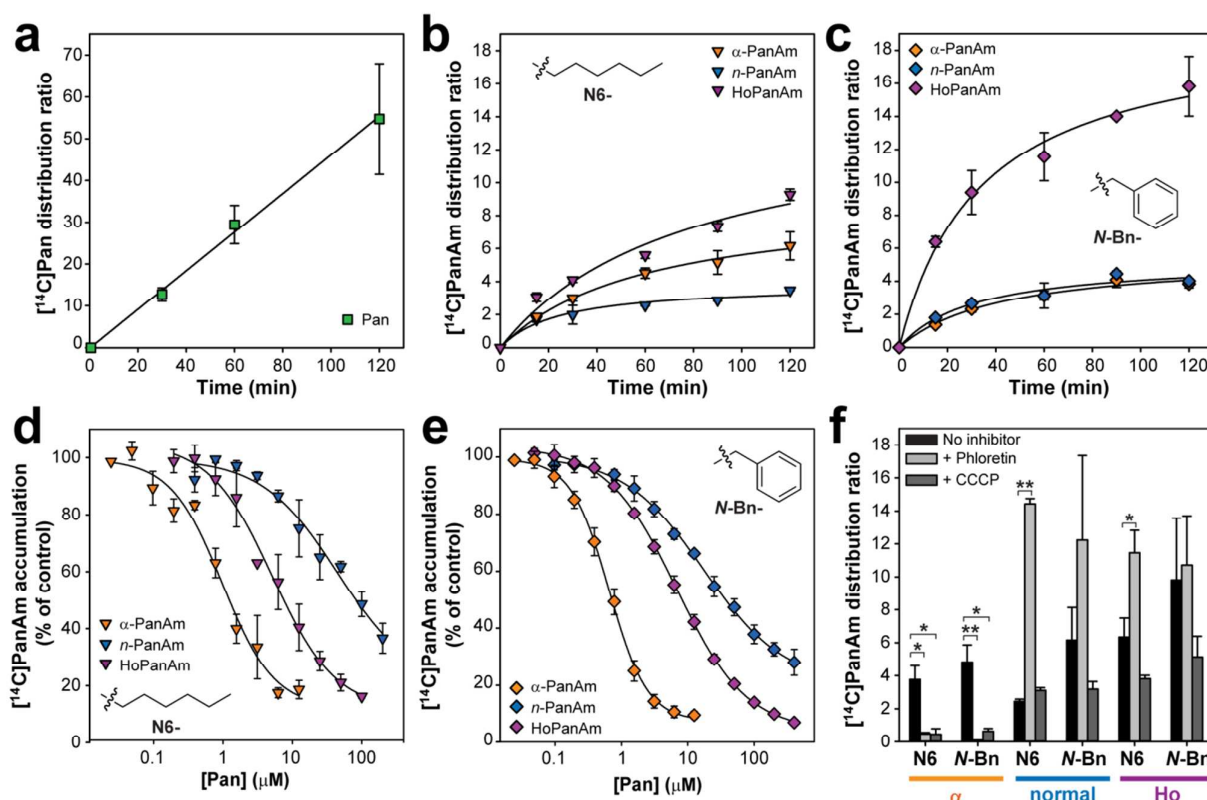 a
[¹⁴C]Pan distribution ratio
70
60
50
40
30
20
10
0
Pan
0 20 40 60 80 100 120
Time (min)
b
[¹⁴C]PanAm distribution ratio
18
16
14
12
10
8
6
4
2
0
N6-
α-PanAm
n-PanAm
HoPanAm
0 20 40 60 80 100 120
Time (min)
c
[¹⁴C]PanAm distribution ratio
18
16
14
12
10
8
6
4
2
0
α-PanAm
n-PanAm
HoPanAm
N-Bn-
0 20 40 60 80 100 120
Time (min)
d
[¹⁴C]PanAm accumulation
(% of control)
100
80
60
40
20
0
α-PanAm
n-PanAm
HoPanAm
N6-
0.1 1 10 100
[Pan] (μM)
e
[¹⁴C]PanAm accumulation
(% of control)
100
80
60
40
20
0
N-Bn-
α-PanAm
n-PanAm
HoPanAm
0.1 1 10 100
[Pan] (μM)
f
[¹⁴C]PanAm distribution ratio
18
16
14
12
10
8
6
4
2
0
No inhibitor
+ Phloretin
+ CCCP
*
*
*
**
**
*
N6 N-Bn N6 N-Bn N6 N-Bn
α normal Ho